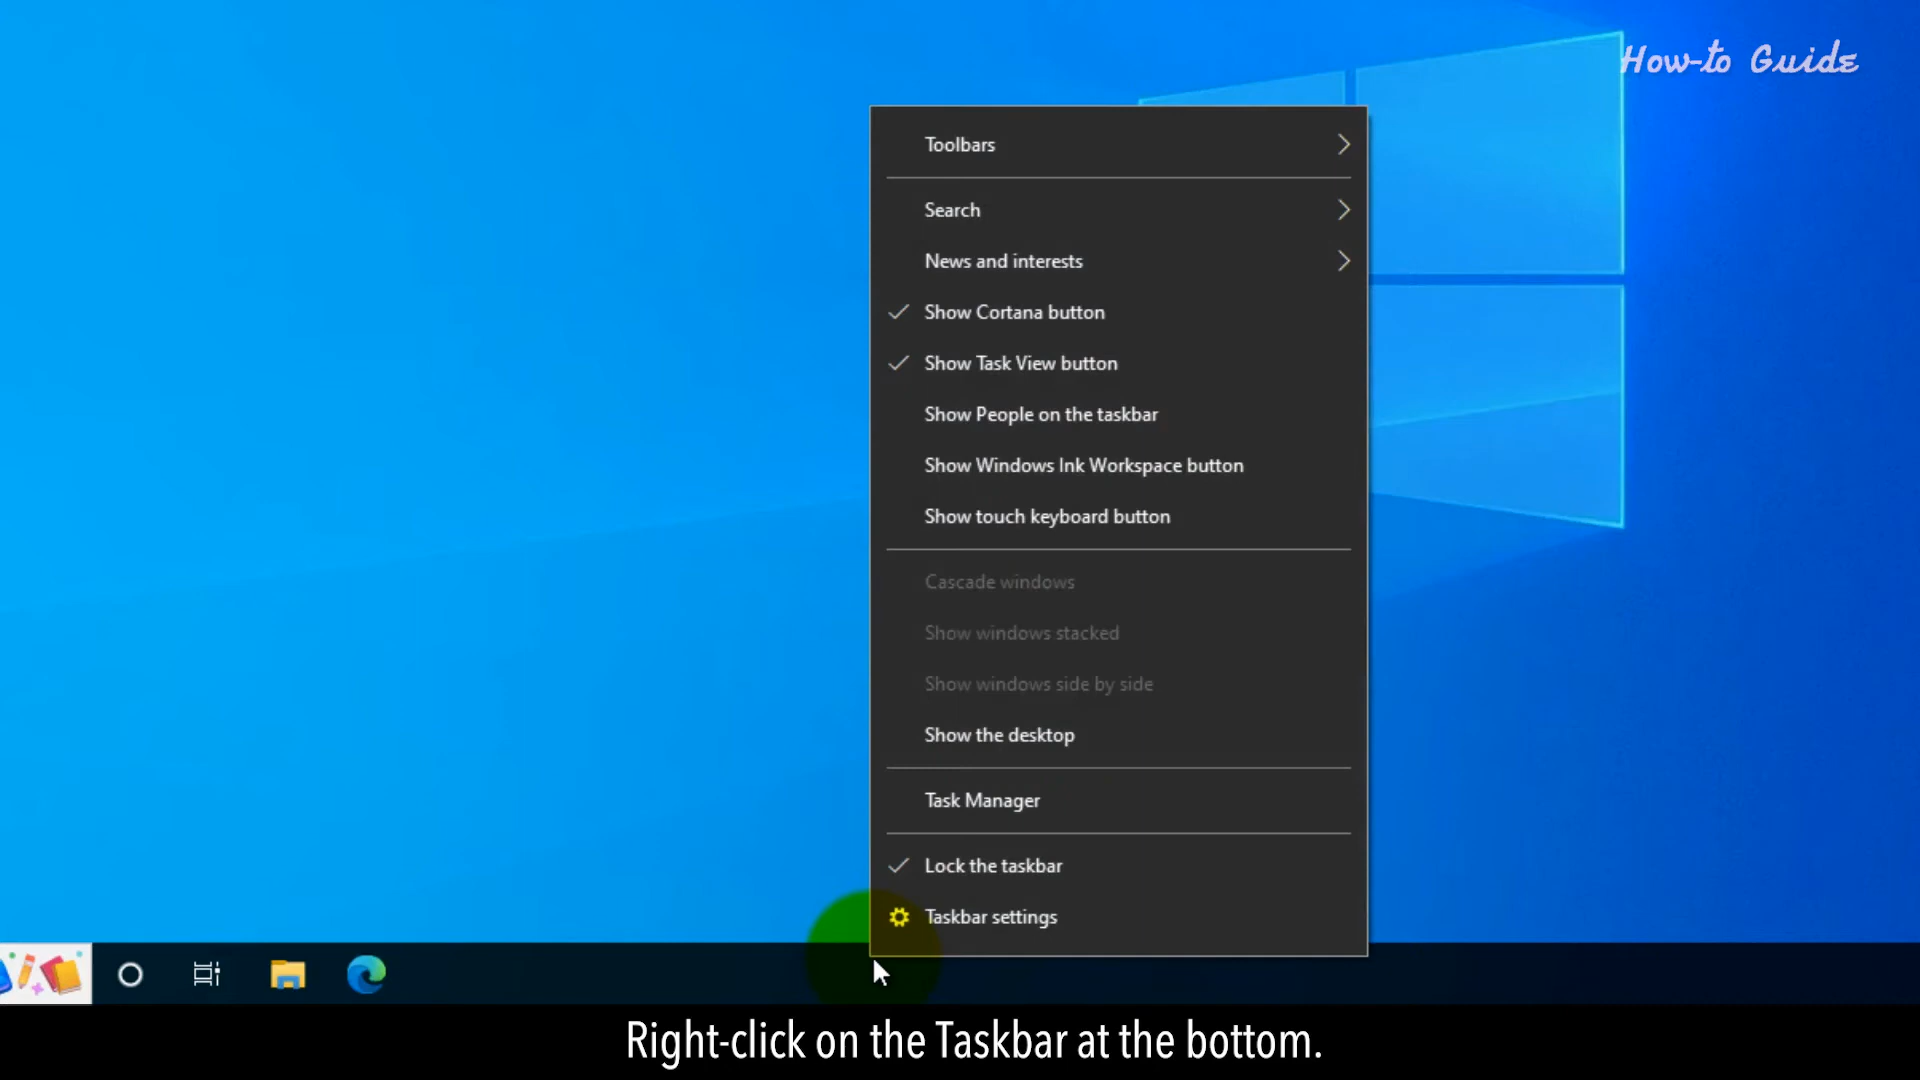 How-to Guide
Toolbars
Search
News and interests
Show Cortana button
Show Task View button
Show People on the taskbar
Show Windows Ink Workspace button
Show touch keyboard button
Cascade windows
Show windows stacked
Show windows side by side
Show the desktop
Task Manager
Lock the taskbar
Taskbar settings
Right-click on the Taskbar at the bottom.